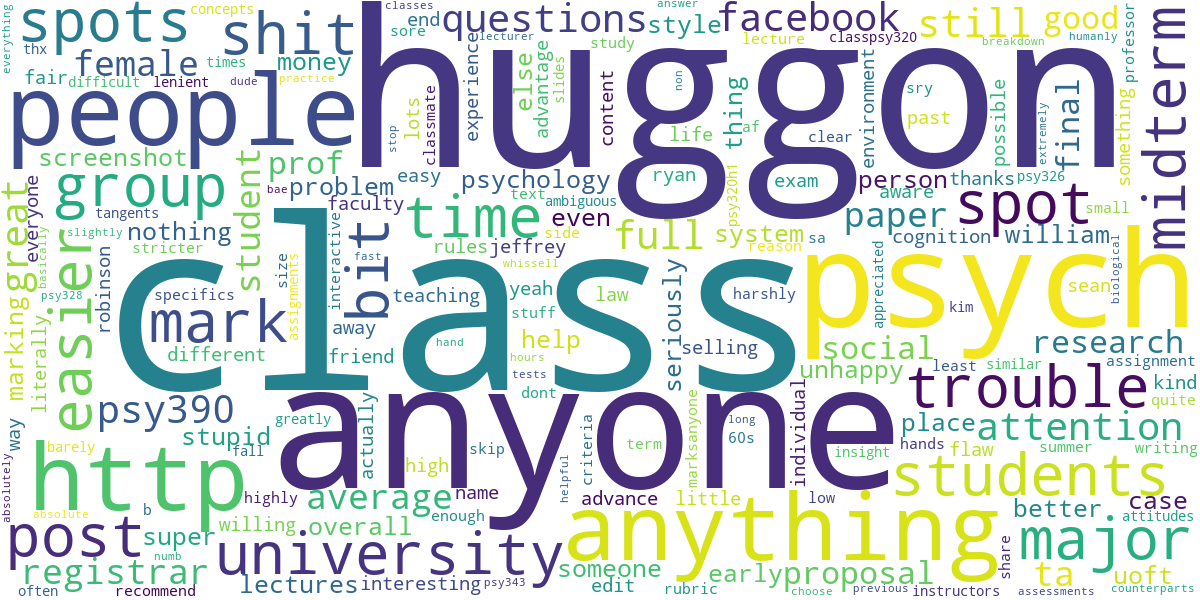 everything
spots
concepts
thx
shit
classes
huggon
lecturer
questions
end
sore
answer
style
study
lecture
facebook
classpsy320
still
good
breakdown
humanly
midterm
female
fair
difficult
times
money
lenient
dude
practice
people
experience
lots
classmate
stop
else
advantage
slides
content
thing
non
af
life
clear
environment
sry
past
aware
possible
extremely
final
something
professor
screenshot
prof
group
student
bae
problem
easy
faculty
psychology
text
ambiguous
ryan
exam
psy320h1
person
thanks
psy326
small
great
everyone
tangents
nothing
slightly
stricter
basically
easier
robinson
time
rules
jeffrey
even
side
full
system
reason
sa
paper
cognition
spot
william
marking
literally
psy328
specifics
size
assignments
interactive
bit
fast
mark
different
class
whissell
teaching
yeah
stuff
law
help
seriously
harshly
selling
psych
appreciated
sean
biological
kim
away
friend
hand
hours
tests
dont
social
unhappy
research
least
similar
assignment
kind
quite
trouble
psy390
way
stupid
fall
greatly
actually
anyone
high
skip
helpful
criteria
term
marksanyone
long
60s
individual
insight
hands
place
flaw
attention
summer
writing
barely
http
absolutely
absolute
b
highly
average
name
enough
willing
overall
advance
little
low
students
better
case
attitudes
post
super
numb
registrar
university
anything
major
often
recommend
lectures
interesting
psy343
someone
edit
rubric
early
choose
proposal
previous
instructors
share
ta
assessments
uoft
counterparts